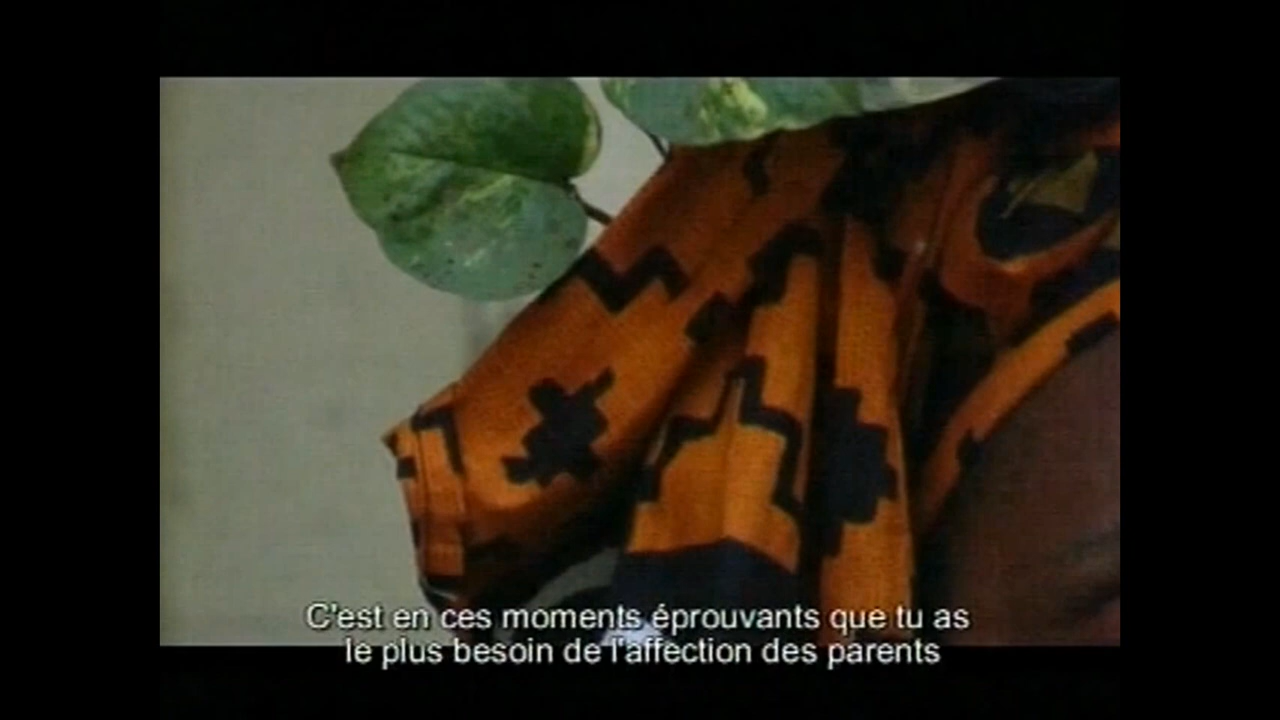 C'est en ces moments éprouvants que tu as
le plus besoin de l'affection des parents